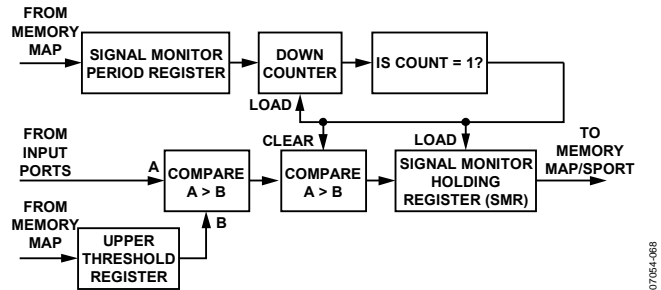 FROM
MEMORY
MAP
SIGNAL MONITOR
PERIOD REGISTER
DOWN
COUNTER
IS COUNT = 1?
LOAD
FROM
INPUT
PORTS
A
COMPARE
A > B
CLEAR
COMPARE
A > B
LOAD
SIGNAL MONITOR
HOLDING
REGISTER (SMR)
TO
MEMORY
MAP/SPORT
FROM
MEMORY
MAP
B
UPPER
THRESHOLD
REGISTER
07054-068